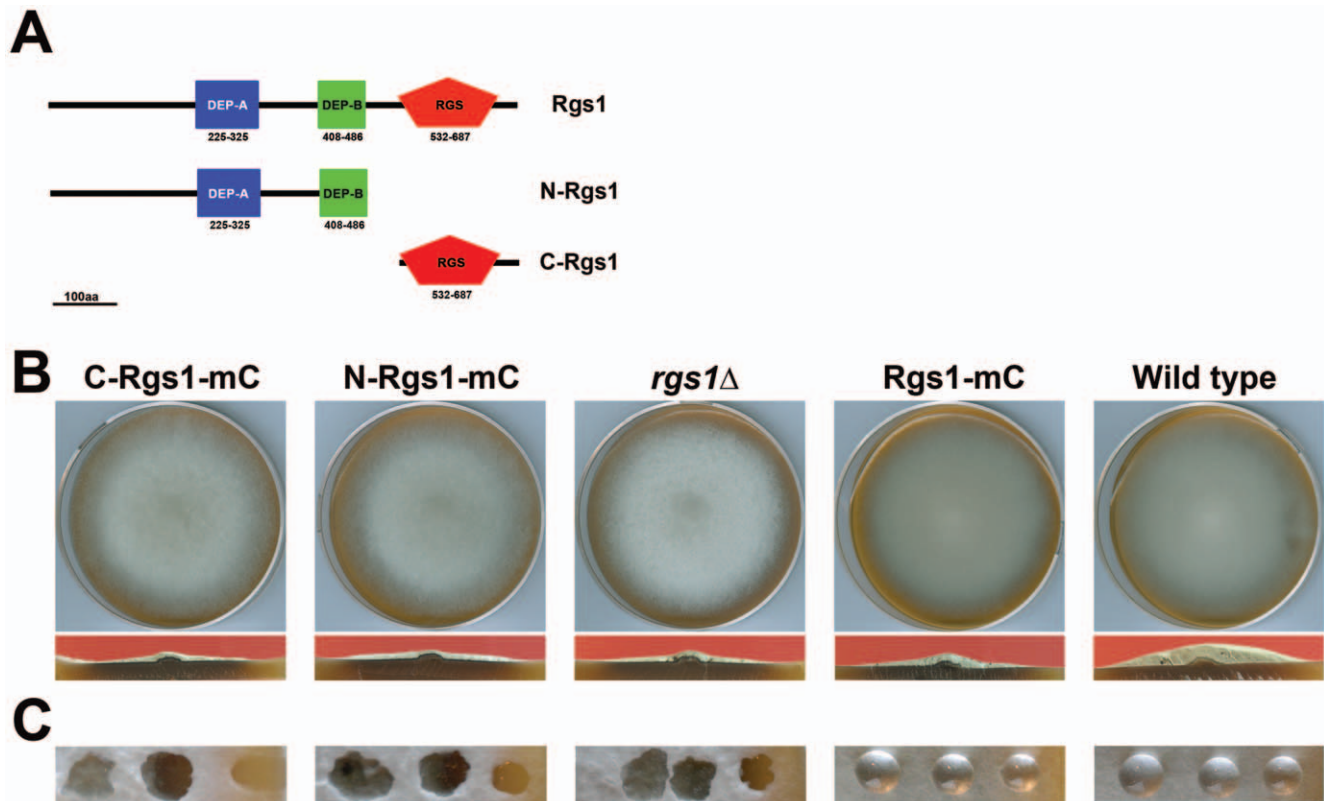 A
DEP-A DEP-B RGS Rgs1
225-325 408-486 532-687
DEP-A DEP-B N-Rgs1
225-325 408-486
RGS C-Rgs1
532-687
100aa
B
C-Rgs1-mC N-Rgs1-mC rgs1Δ Rgs1-mC Wild type
C